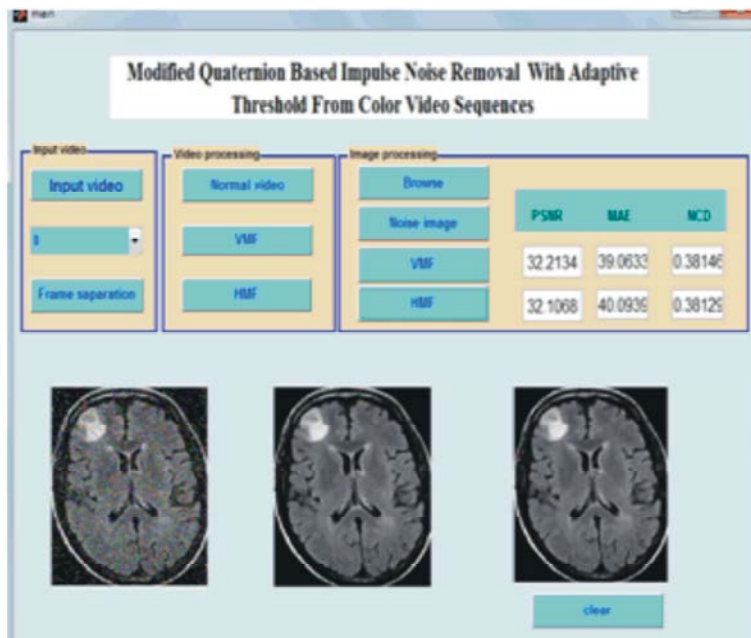 main
Modified Quaternion Based Impulse Noise Removal With Adaptive
Threshold From Color Video Sequences
Input video
Input video
0
Frame saparation
Video processing
Normal video
VMF
HMF
Image processing
Browse
Noise image
VMF
HMF
PSNR MAE NCD
32.2134 39.0633 0.38146
32.1068 40.0939 0.38129
clear